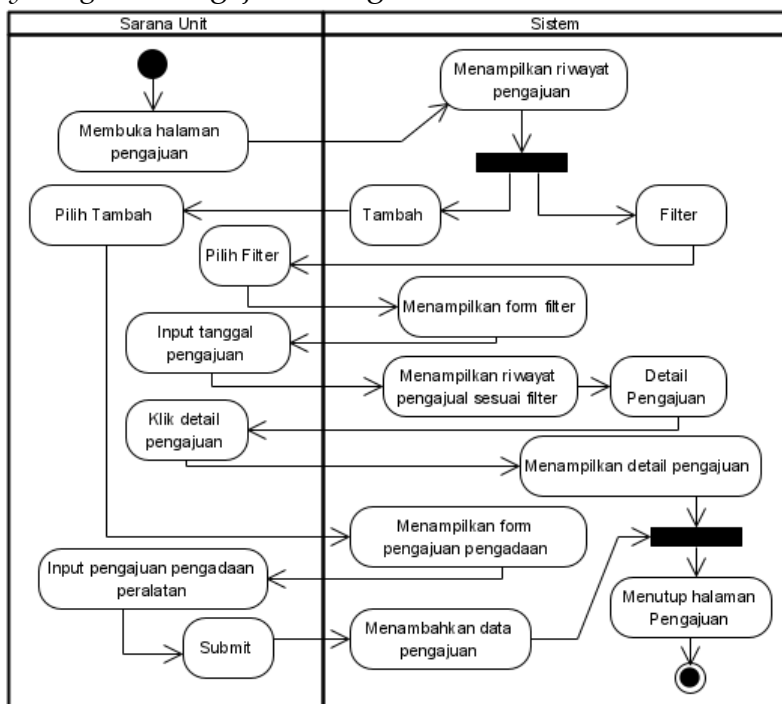 Sarana Unit
Sistem
Membuka halaman
pengajuan
Menampilkan riwayat
pengajuan
Pilih Tambah
Tambah
Filter
Pilih Filter
Menampilkan form filter
Input tanggal
pengajuan
Menampilkan riwayat
pengajual sesuai filter
Detail
Pengajuan
Klik detail
pengajuan
Menampilkan detail pengajuan
Menampilkan form
pengajuan pengadaan
Input pengajuan pengadaan
peralatan
Submit
Menambahkan data
pengajuan
Menutup halaman
Pengajuan